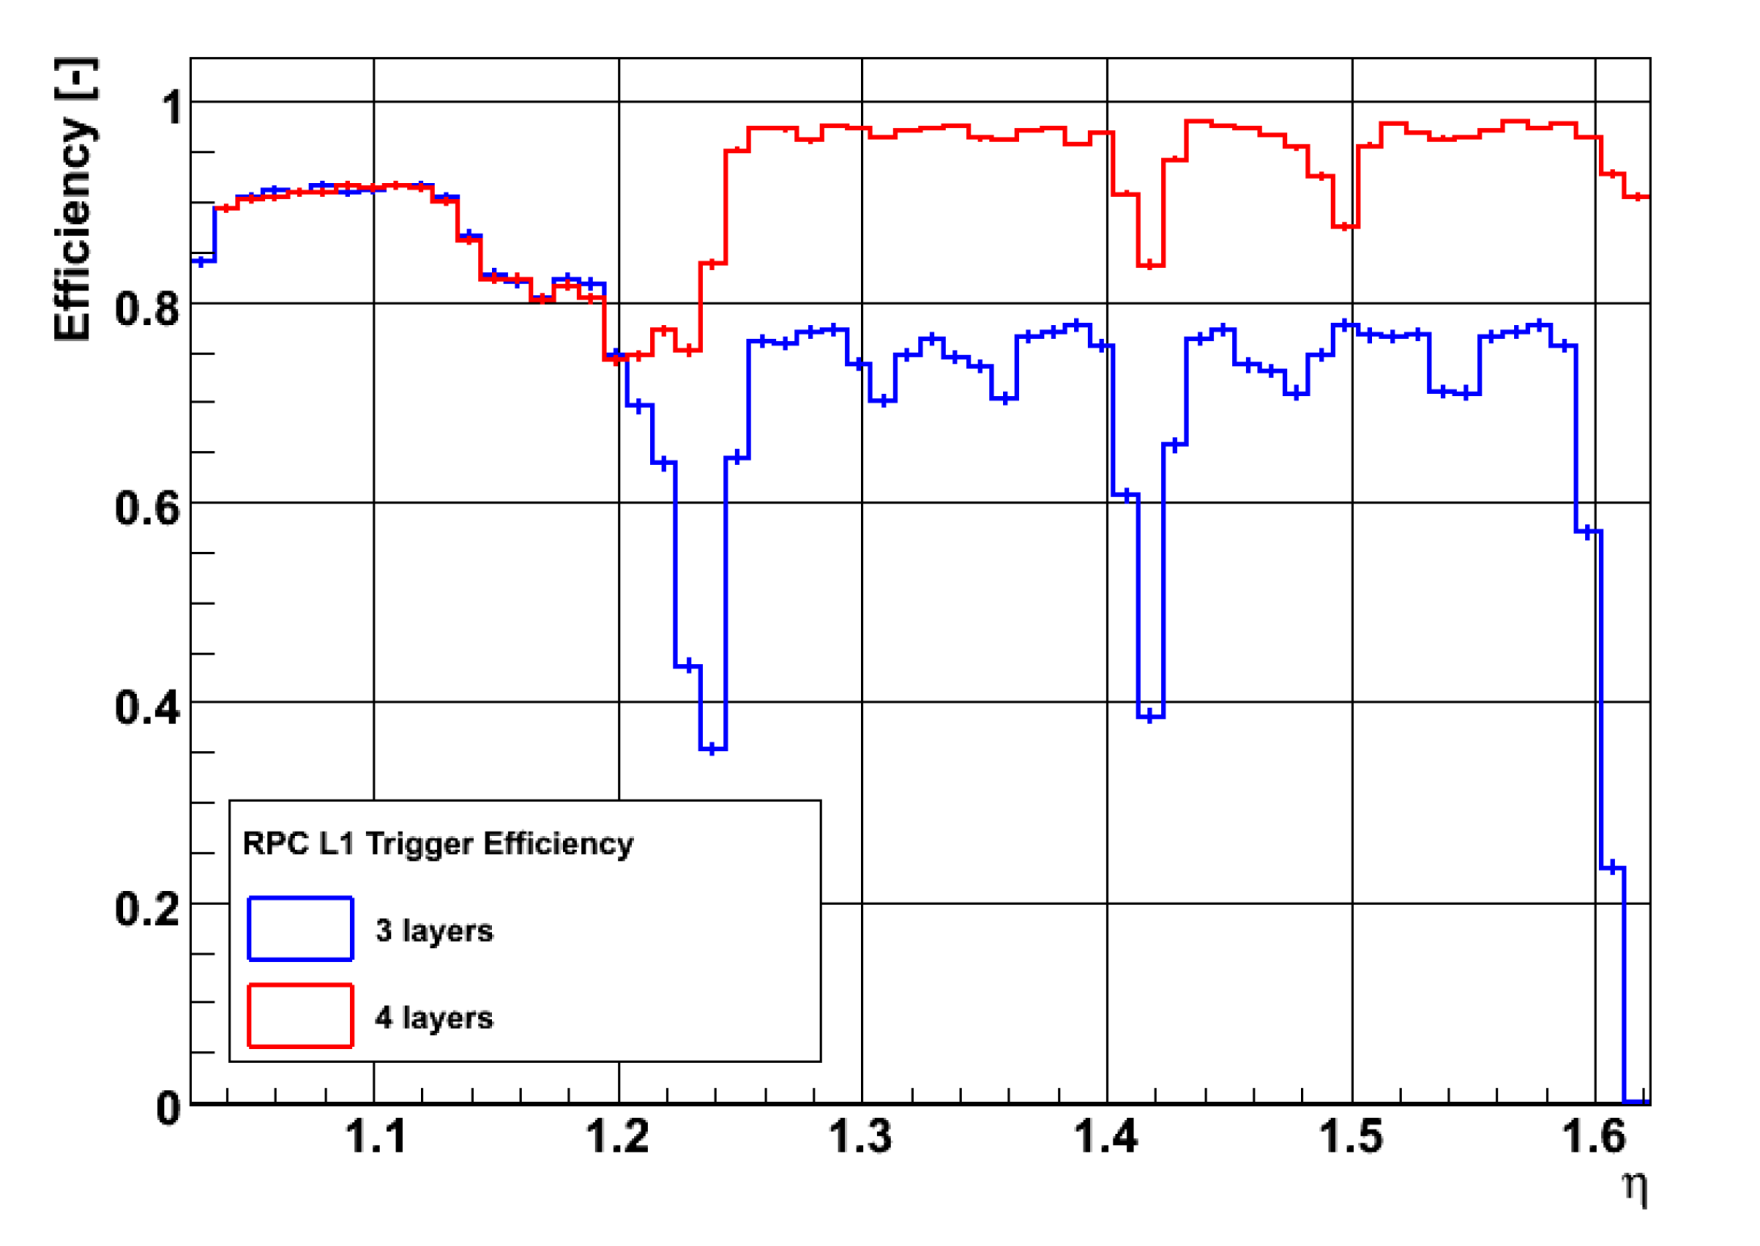 Efficiency [-]
1
0.8
0.6
0.4
0.2
0
RPC L1 Trigger Efficiency
3 layers
4 layers
1.1 1.2 1.3 1.4 1.5 1.6
η